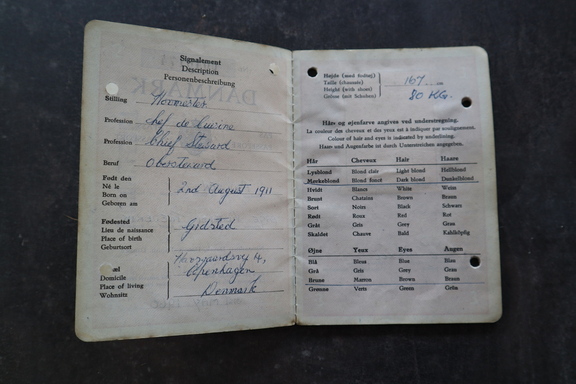 Signalement
Description
Personenbeschreibung
Stilling Hovmester
Profession chef de cuisine
Profession Chief Steward
Beruf Obersteward
Født den
Né le
Born on
Geboren am
2nd August 1911
Fødested
Lieu de naissance
Place of birth
Geburtsort
Gidsted
Domicile
Place of living
Wohnsitz
4,
Copenhagen
Denmark
Højde (med fodtøj)
Taille (chaussée)
Height (with shoes)
Grösse (mit Schuhen)
167
80 KG.
Hår- og øjenfarve angives ved understregning.
La couleur des cheveux et des yeux est à indiquer par soulignement.
Colour of hair and eyes is indicated by underlining.
Haar- und Augenfarbe ist durch Unterstreichen angegeben.
Hår Cheveux Hair Haare
Lysblond Blond clair Light blond Hellblond
Mørkeblond Blond foncé Dark blond Dunkelblond
Hvidt Blancs White Weiss
Brunt Chatains Brown Braun
Sort Noirs Black Schwarz
Rødt Roux Red Rot
Gråt Gris Grey Grau
Skaldet Chauve Bald Kahlköpfig
Øjne Yeux Eyes Augen
Blå Bleus Blue Blau
Grå Gris Grey Grau
Brune Marron Brown Braun
Grønne Verts Green Grün